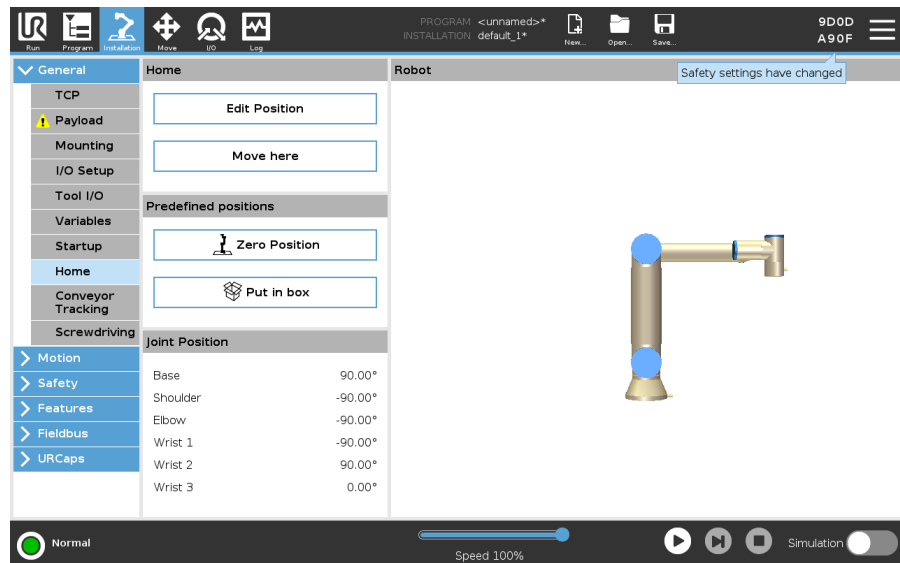 PROGRAM <unnamed>*
INSTALLATION default_1*
Run Program Installation Move I/O Log New... Open... Save...
9D0D
A90F
Safety settings have changed
General
TCP
Payload
Mounting
I/O Setup
Tool I/O
Variables
Startup
Home
Conveyor
Tracking
Screwdriving
Motion
Safety
Features
Fieldbus
URCaps
Home
Edit Position
Move here
Predefined positions
Zero Position
Put in box
Joint Position
Base 90.00°
Shoulder -90.00°
Elbow -90.00°
Wrist 1 -90.00°
Wrist 2 90.00°
Wrist 3 0.00°
Robot
Normal
Speed 100%
Simulation